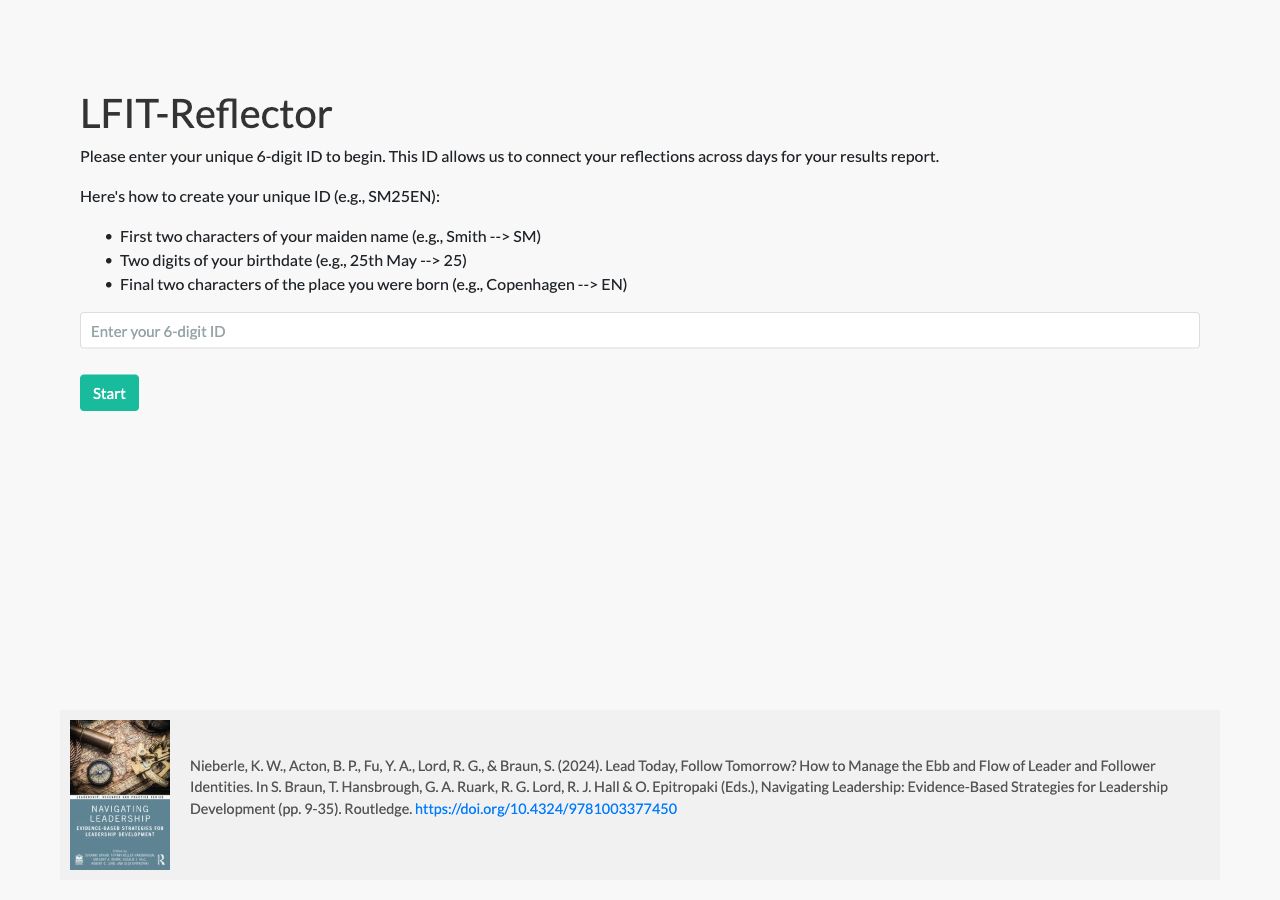 LFIT-Reflector
Please enter your unique 6-digit ID to begin. This ID allows us to connect your reflections across days for your results report.
Here's how to create your unique ID (e.g., SM25EN):
• First two characters of your maiden name (e.g., Smith --> SM)
• Two digits of your birthdate (e.g., 25th May --> 25)
• Final two characters of the place you were born (e.g., Copenhagen --> EN)
Enter your 6-digit ID
Start
Nieberle, K. W., Acton, B. P., Fu, Y. A., Lord, R. G., & Braun, S. (2024). Lead Today, Follow Tomorrow? How to Manage the Ebb and Flow of Leader and Follower
Identities. In S. Braun, T. Hansbrough, G. A. Ruark, R. G. Lord, R. J. Hall & O. Epitropaki (Eds.), Navigating Leadership: Evidence-Based Strategies for Leadership
Development (pp. 9-35). Routledge. https://doi.org/10.4324/9781003377450
NAVIGATING
LEADERSHIP
EVIDENCE-BASED STRATEGIES FOR
LEADERSHIP DEVELOPMENT